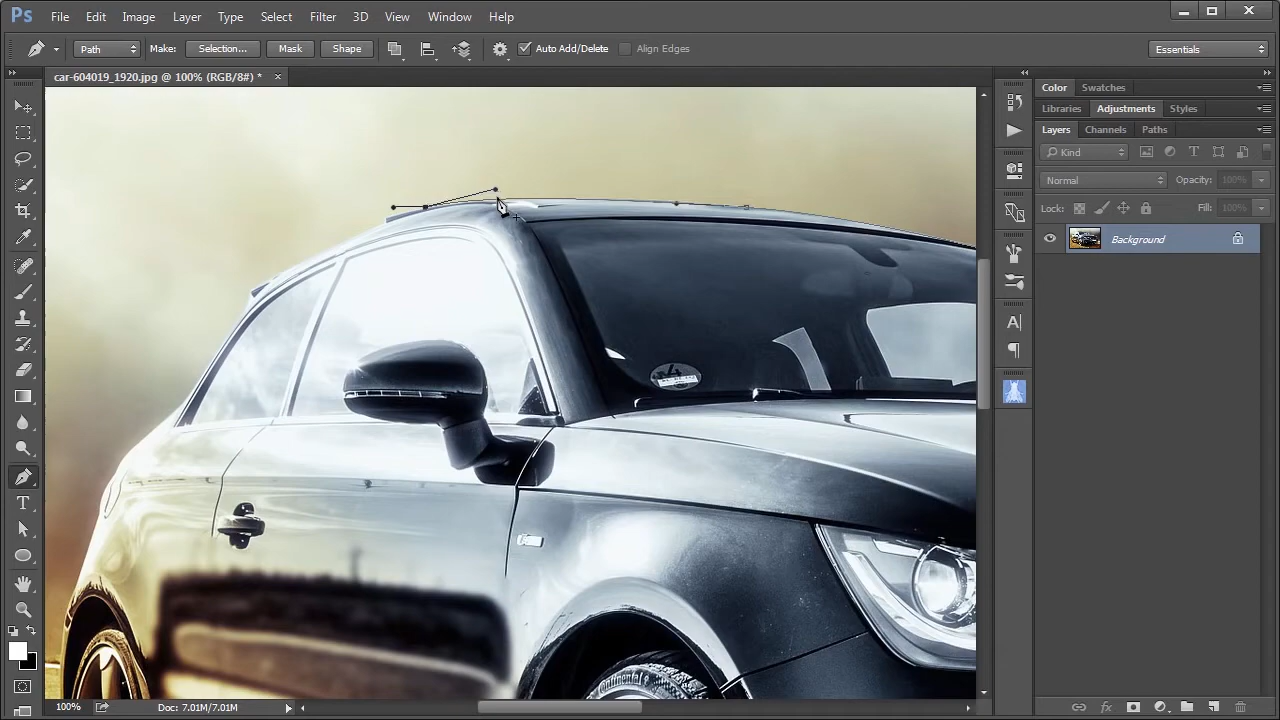 Ps File Edit Image Layer Type Select Filter 3D View Window Help
Path Make: Selection... Mask Shape Auto Add/Delete Align Edges Essentials
car-604019_1920.jpg @ 100% (RGB/8#) * ×
Color Swatches
Libraries Adjustments Styles
Layers Channels Paths
Kind
Normal Opacity: 100%
Lock: Fill: 100%
Background
100% Doc: 7.01M/7.01M